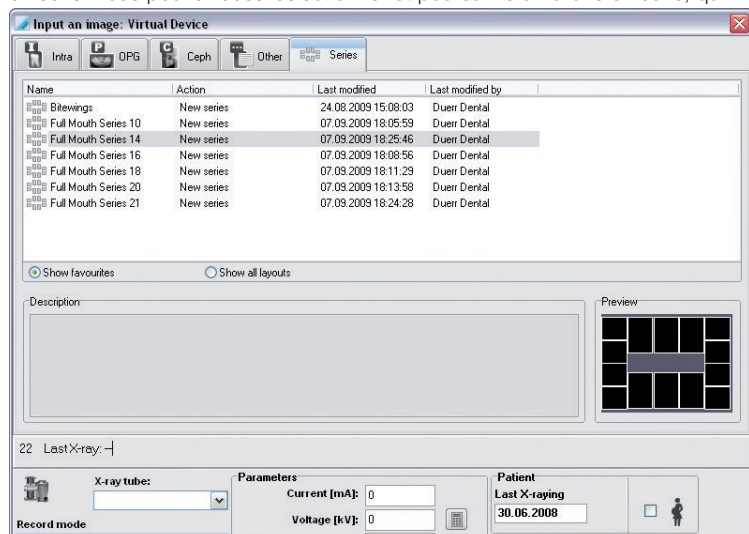 Input an image: Virtual Device
Intra OPG Ceph Other Series
Name Action Last modified Last modified by
Bitewings New series 24.08.2009 15:08:03 Duerr Dental
Full Mouth Series 10 New series 07.09.2009 18:05:59 Duerr Dental
Full Mouth Series 14 New series 07.09.2009 18:25:46 Duerr Dental
Full Mouth Series 16 New series 07.09.2009 18:08:56 Duerr Dental
Full Mouth Series 18 New series 07.09.2009 18:11:29 Duerr Dental
Full Mouth Series 20 New series 07.09.2009 18:13:58 Duerr Dental
Full Mouth Series 21 New series 07.09.2009 18:24:28 Duerr Dental
Show favourites Show all layouts
Description Preview
22 Last X-ray: -
X-ray tube: Parameters Patient
Current [mA]: 0 Last X-raying
Voltage [kV]: 0 30.06.2008
Record mode